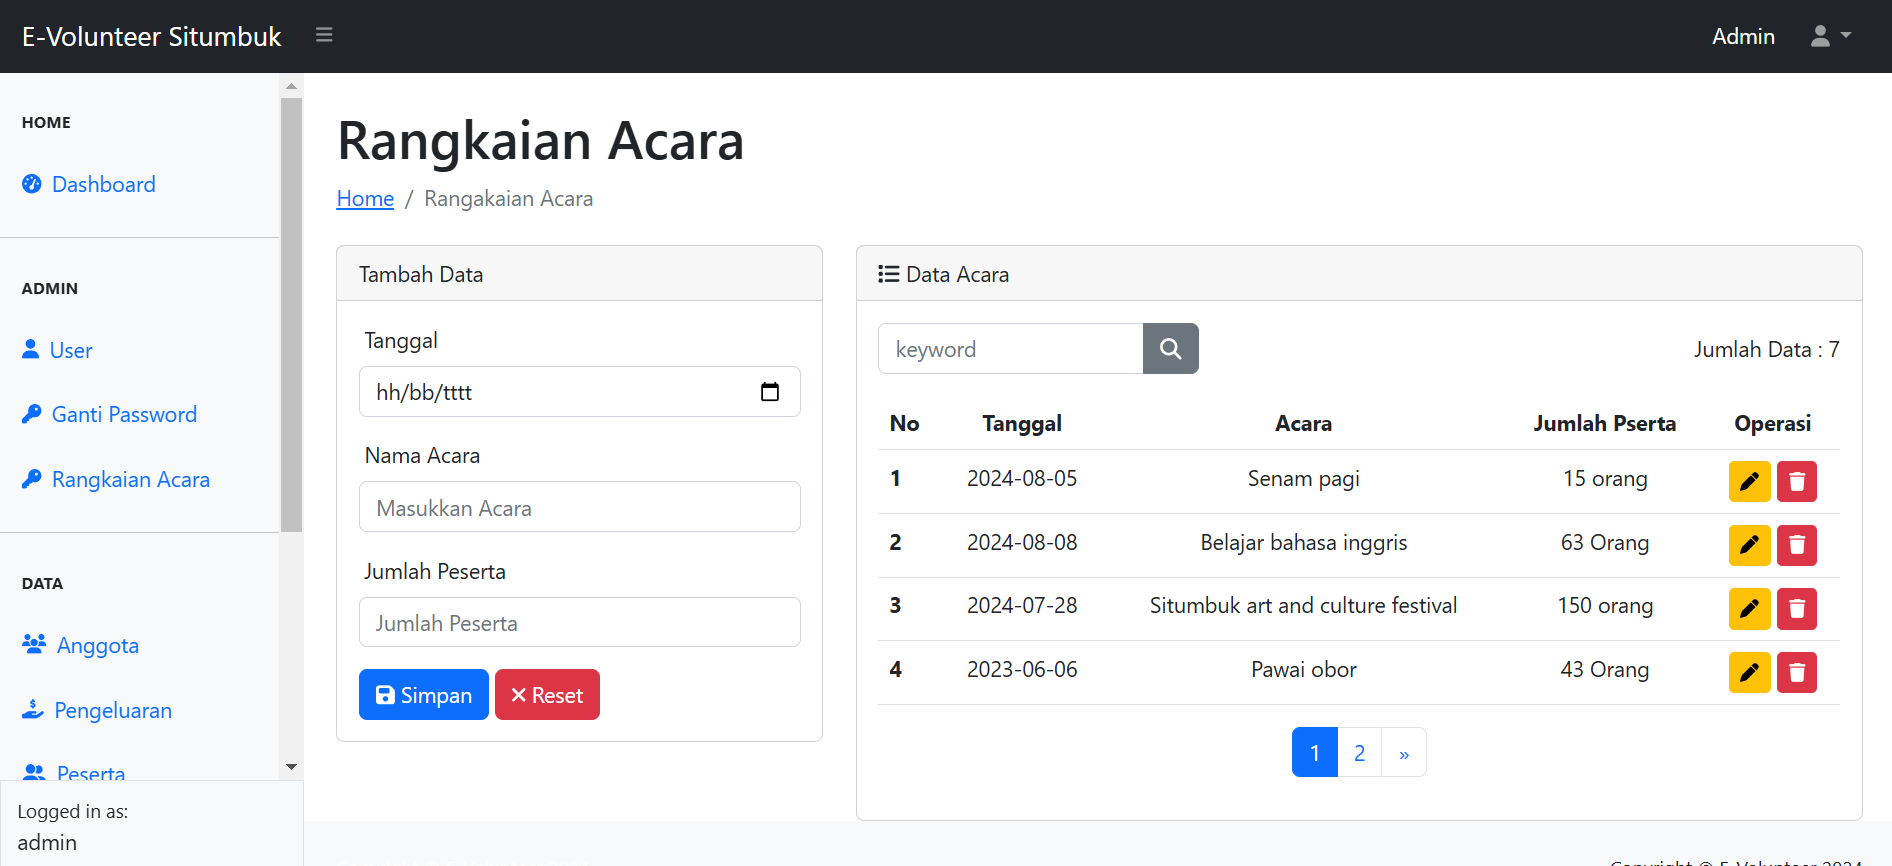 E-Volunteer Situmbuk
Admin
HOME
Dashboard
ADMIN
User
Ganti Password
Rangkaian Acara
DATA
Anggota
Pengeluaran
Peserta
Logged in as:
admin
Rangkaian Acara
Home / Rangakaian Acara
Tambah Data
Tanggal
hh/bb/tttt
Nama Acara
Masukkan Acara
Jumlah Peserta
Jumlah Peserta
Simpan Reset
Data Acara
keyword
Jumlah Data : 7
No Tanggal Acara Jumlah Pserta Operasi
1 2024-08-05 Senam pagi 15 orang
2 2024-08-08 Belajar bahasa inggris 63 Orang
3 2024-07-28 Situmbuk art and culture festival 150 orang
4 2023-06-06 Pawai obor 43 Orang
1 2 »
Copyright © E-Volunteer 2024